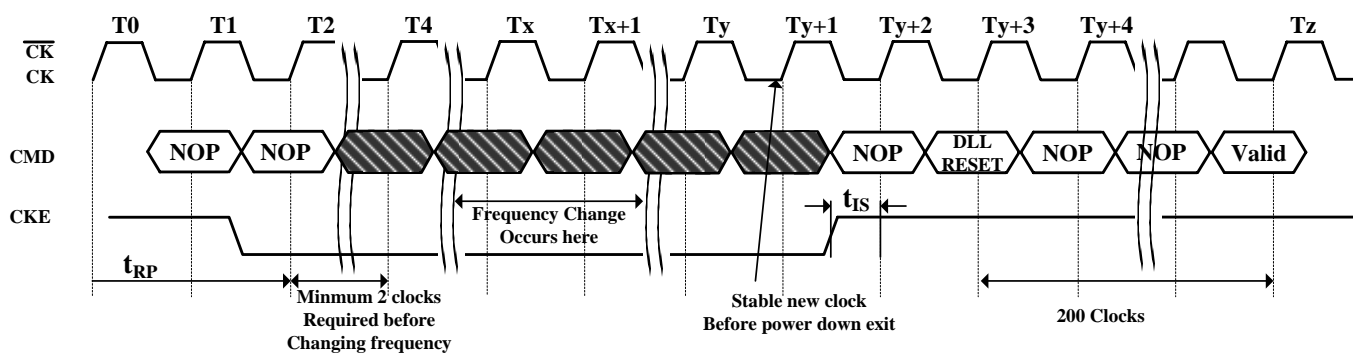 T0 T1 T2 T4 Tx Tx+1 Ty Ty+1 Ty+2 Ty+3 Ty+4 Tz
CK
CK
CMD
NOP NOP NOP DLL RESET NOP NOP Valid
CKE
Frequency Change
Occurs here
tIS
tRP
Minimum 2 clocks
Required before
Changing frequency
Stable new clock
Before power down exit
200 Clocks